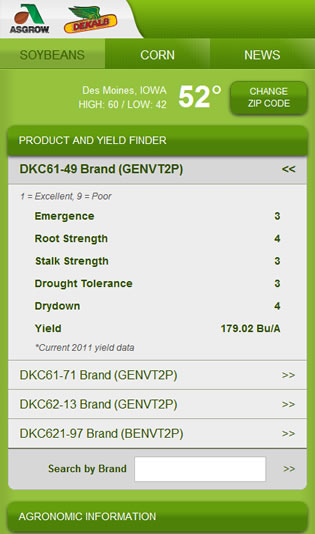 ASGROW DEKALB
SOYBEANS CORN NEWS
Des Moines, IOWA
HIGH: 60 / LOW: 42
52°
CHANGE
ZIP CODE
PRODUCT AND YIELD FINDER
DKC61-49 Brand (GENVT2P) <<
1 = Excellent, 9 = Poor
Emergence 3
Root Strength 4
Stalk Strength 3
Drought Tolerance 3
Drydown 4
Yield 179.02 Bu/A
*Current 2011 yield data
DKC61-71 Brand (GENVT2P) >>
DKC62-13 Brand (GENVT2P) >>
DKC621-97 Brand (BENVT2P) >>
Search by Brand >>
AGRONOMIC INFORMATION